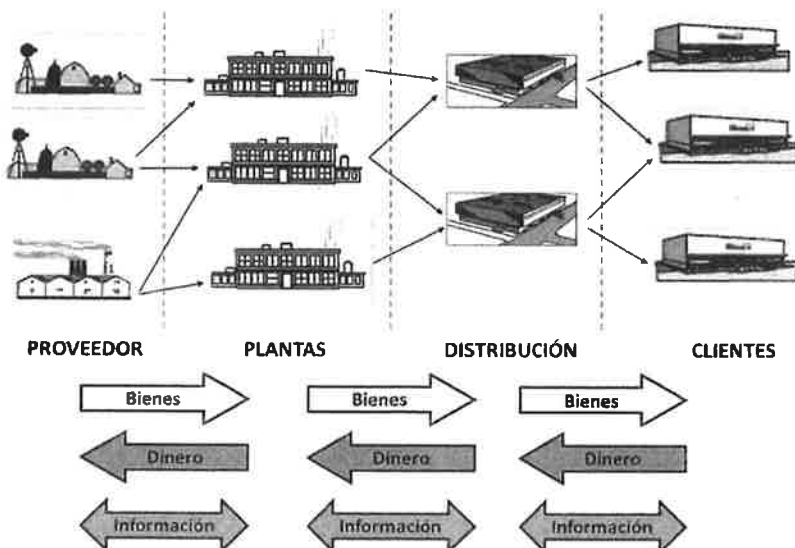 PROVEEDOR PLANTAS DISTRIBUCIÓN CLIENTES
Bienes Bienes Bienes
Dinero Dinero Dinero
Información Información Información